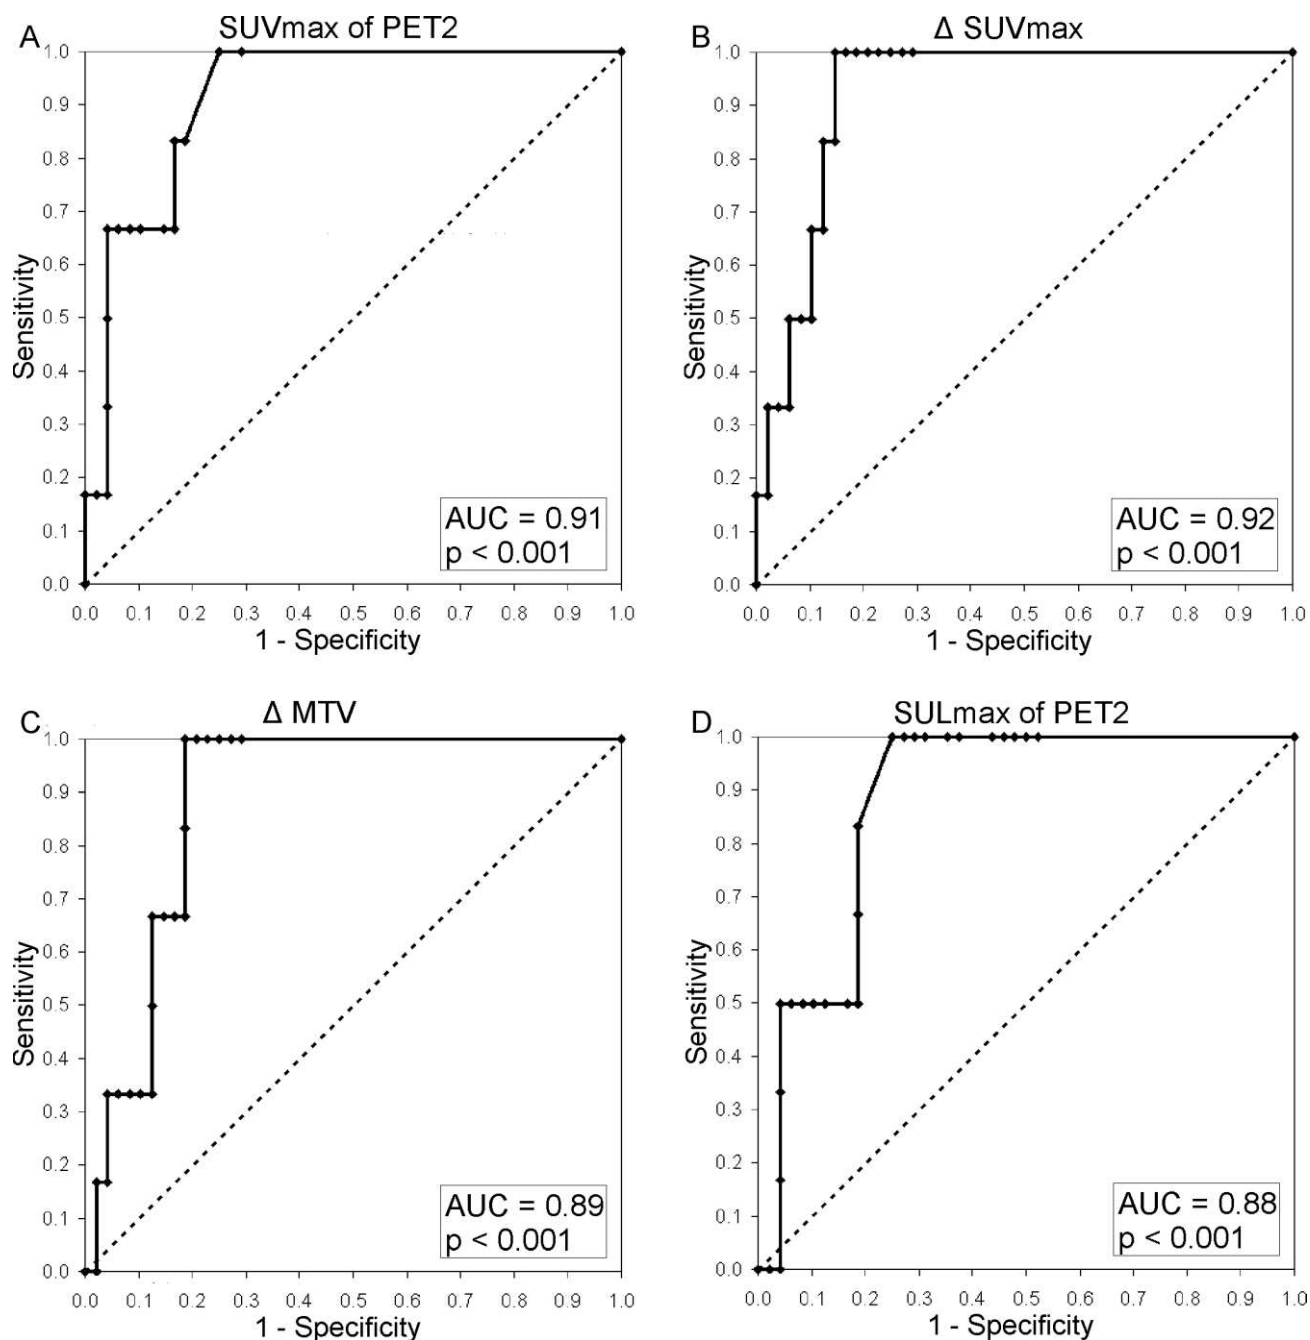 A
SUVmax of PET2
1.0
0.9
0.8
0.7
0.6
0.5
0.4
0.3
0.2
0.1
0.0
Sensitivity
AUC = 0.91
p < 0.001
0.0 0.1 0.2 0.3 0.4 0.5 0.6 0.7 0.8 0.9 1.0
1 - Specificity
B
Δ SUVmax
1.0
0.9
0.8
0.7
0.6
0.5
0.4
0.3
0.2
0.1
0.0
Sensitivity
AUC = 0.92
p < 0.001
0.0 0.1 0.2 0.3 0.4 0.5 0.6 0.7 0.8 0.9 1.0
1 - Specificity
C
Δ MTV
1.0
0.9
0.8
0.7
0.6
0.5
0.4
0.3
0.2
0.1
0.0
Sensitivity
AUC = 0.89
p < 0.001
0.0 0.1 0.2 0.3 0.4 0.5 0.6 0.7 0.8 0.9 1.0
1 - Specificity
D
SULmax of PET2
1.0
0.9
0.8
0.7
0.6
0.5
0.4
0.3
0.2
0.1
0.0
Sensitivity
AUC = 0.88
p < 0.001
0.0 0.1 0.2 0.3 0.4 0.5 0.6 0.7 0.8 0.9 1.0
1 - Specificity